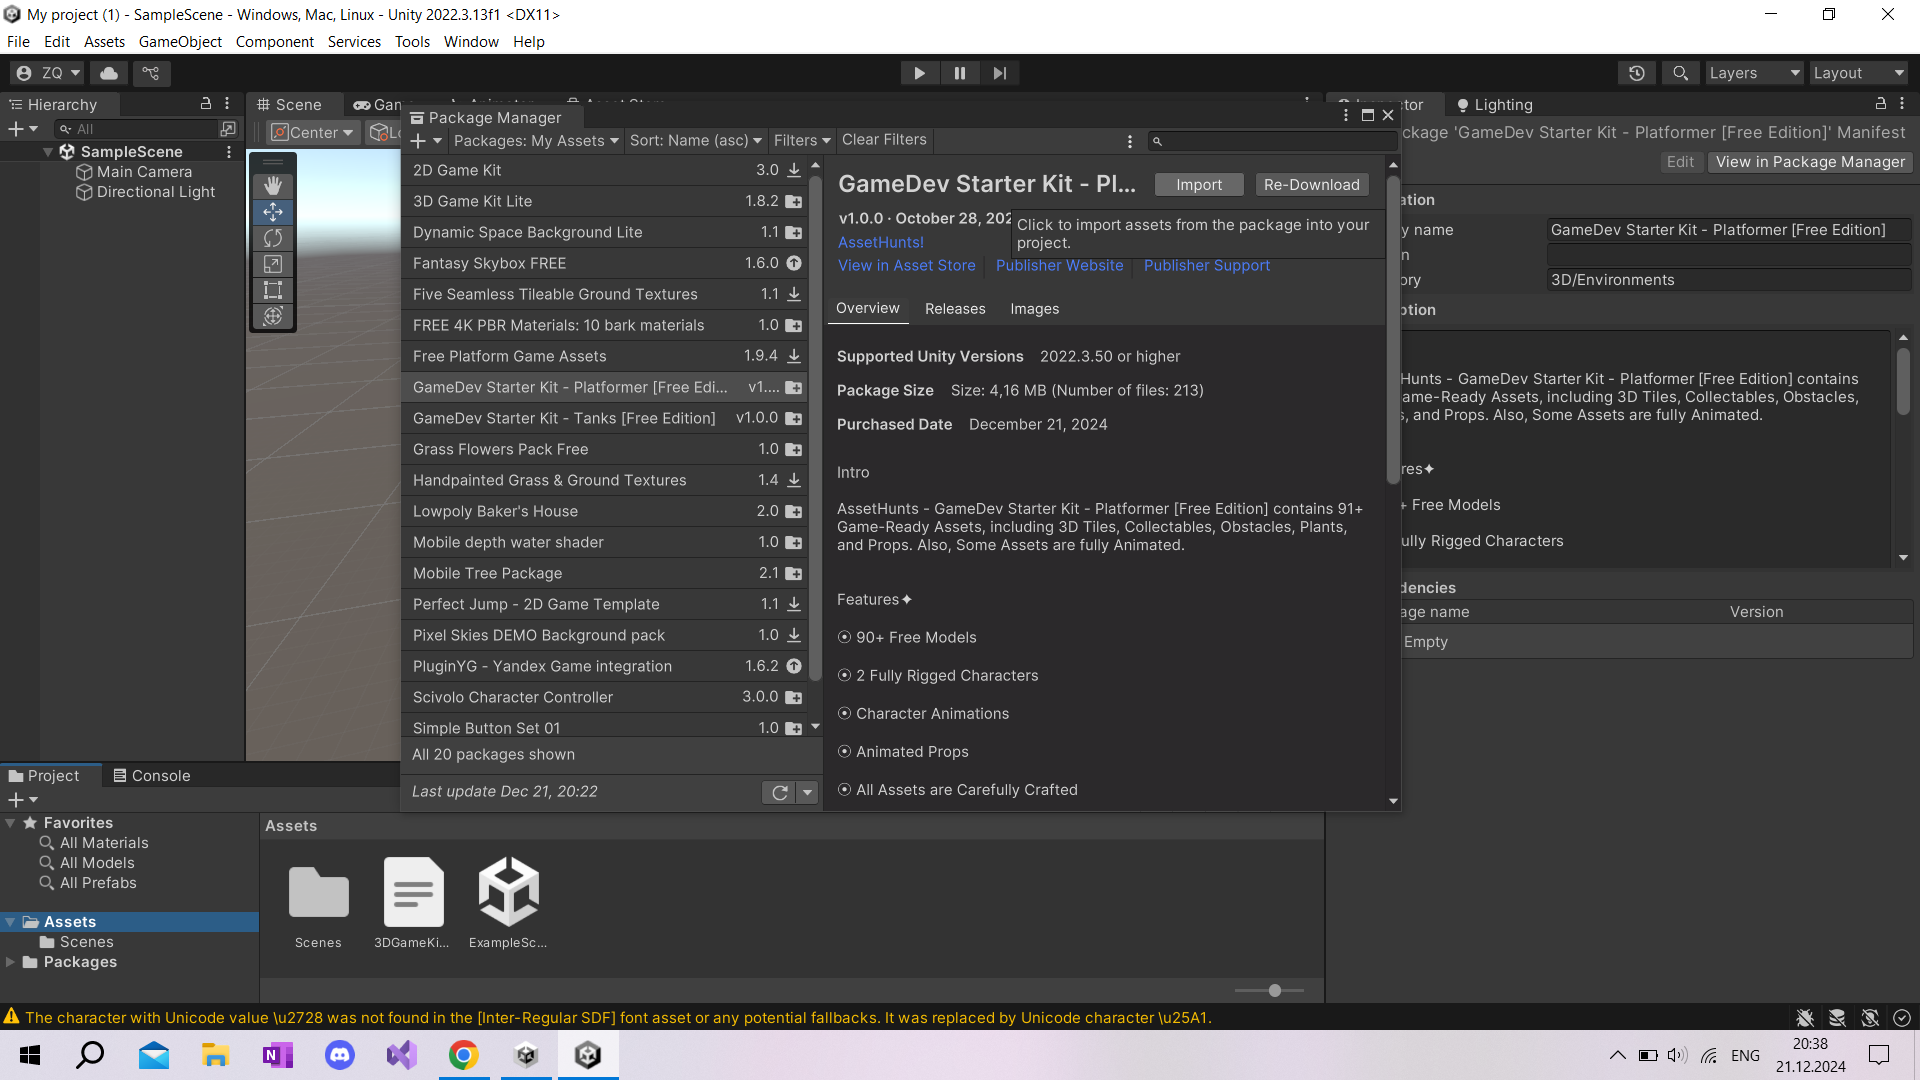 My project (1) - SampleScene - Windows, Mac, Linux - Unity 2022.3.13f1 <DX11>
File Edit Assets GameObject Component Services Tools Window Help
ZQ
Layers
Layout
Hierarchy
All
SampleScene
Main Camera
Directional Light
Scene
Center
Package Manager
Packages: My Assets
Sort: Name (asc)
Filters
Clear Filters
2D Game Kit 3.0
3D Game Kit Lite 1.8.2
Dynamic Space Background Lite 1.1
Fantasy Skybox FREE 1.6.0
Five Seamless Tileable Ground Textures 1.1
FREE 4K PBR Materials: 10 bark materials 1.0
Free Platform Game Assets 1.9.4
GameDev Starter Kit - Platformer [Free Edi... v1....
GameDev Starter Kit - Tanks [Free Edition] v1.0.0
Grass Flowers Pack Free 1.0
Handpainted Grass & Ground Textures 1.4
Lowpoly Baker's House 2.0
Mobile depth water shader 1.0
Mobile Tree Package 2.1
Perfect Jump - 2D Game Template 1.1
Pixel Skies DEMO Background pack 1.0
PluginYG - Yandex Game integration 1.6.2
Scivolo Character Controller 3.0.0
Simple Button Set 01 1.0
All 20 packages shown
Last update Dec 21, 20:22
GameDev Starter Kit - Pl...
Import
Re-Download
v1.0.0 · October 28, 202
Click to import assets from the package into your
project.
AssetHunts!
View in Asset Store
Publisher Website
Publisher Support
Overview
Releases
Images
Supported Unity Versions 2022.3.50 or higher
Package Size Size: 4,16 MB (Number of files: 213)
Purchased Date December 21, 2024
Intro
AssetHunts - GameDev Starter Kit - Platformer [Free Edition] contains 91+
Game-Ready Assets, including 3D Tiles, Collectables, Obstacles, Plants,
and Props. Also, Some Assets are fully Animated.
Features✦
⦿ 90+ Free Models
⦿ 2 Fully Rigged Characters
⦿ Character Animations
⦿ Animated Props
⦿ All Assets are Carefully Crafted
Lighting
ckage 'GameDev Starter Kit - Platformer [Free Edition]' Manifest
Edit
View in Package Manager
ation
y name GameDev Starter Kit - Platformer [Free Edition]
n
ory 3D/Environments
ption
Hunts - GameDev Starter Kit - Platformer [Free Edition] contains
ame-Ready Assets, including 3D Tiles, Collectables, Obstacles,
s, and Props. Also, Some Assets are fully Animated.
res✦
+ Free Models
ully Rigged Characters
dencies
age name Version
Empty
Project
Console
Favorites
All Materials
All Models
All Prefabs
Assets
Scenes
Packages
Assets
Scenes
3DGameKi...
ExampleSc...
The character with Unicode value \u2728 was not found in the [Inter-Regular SDF] font asset or any potential fallbacks. It was replaced by Unicode character \u25A1.
ENG
20:38
21.12.2024